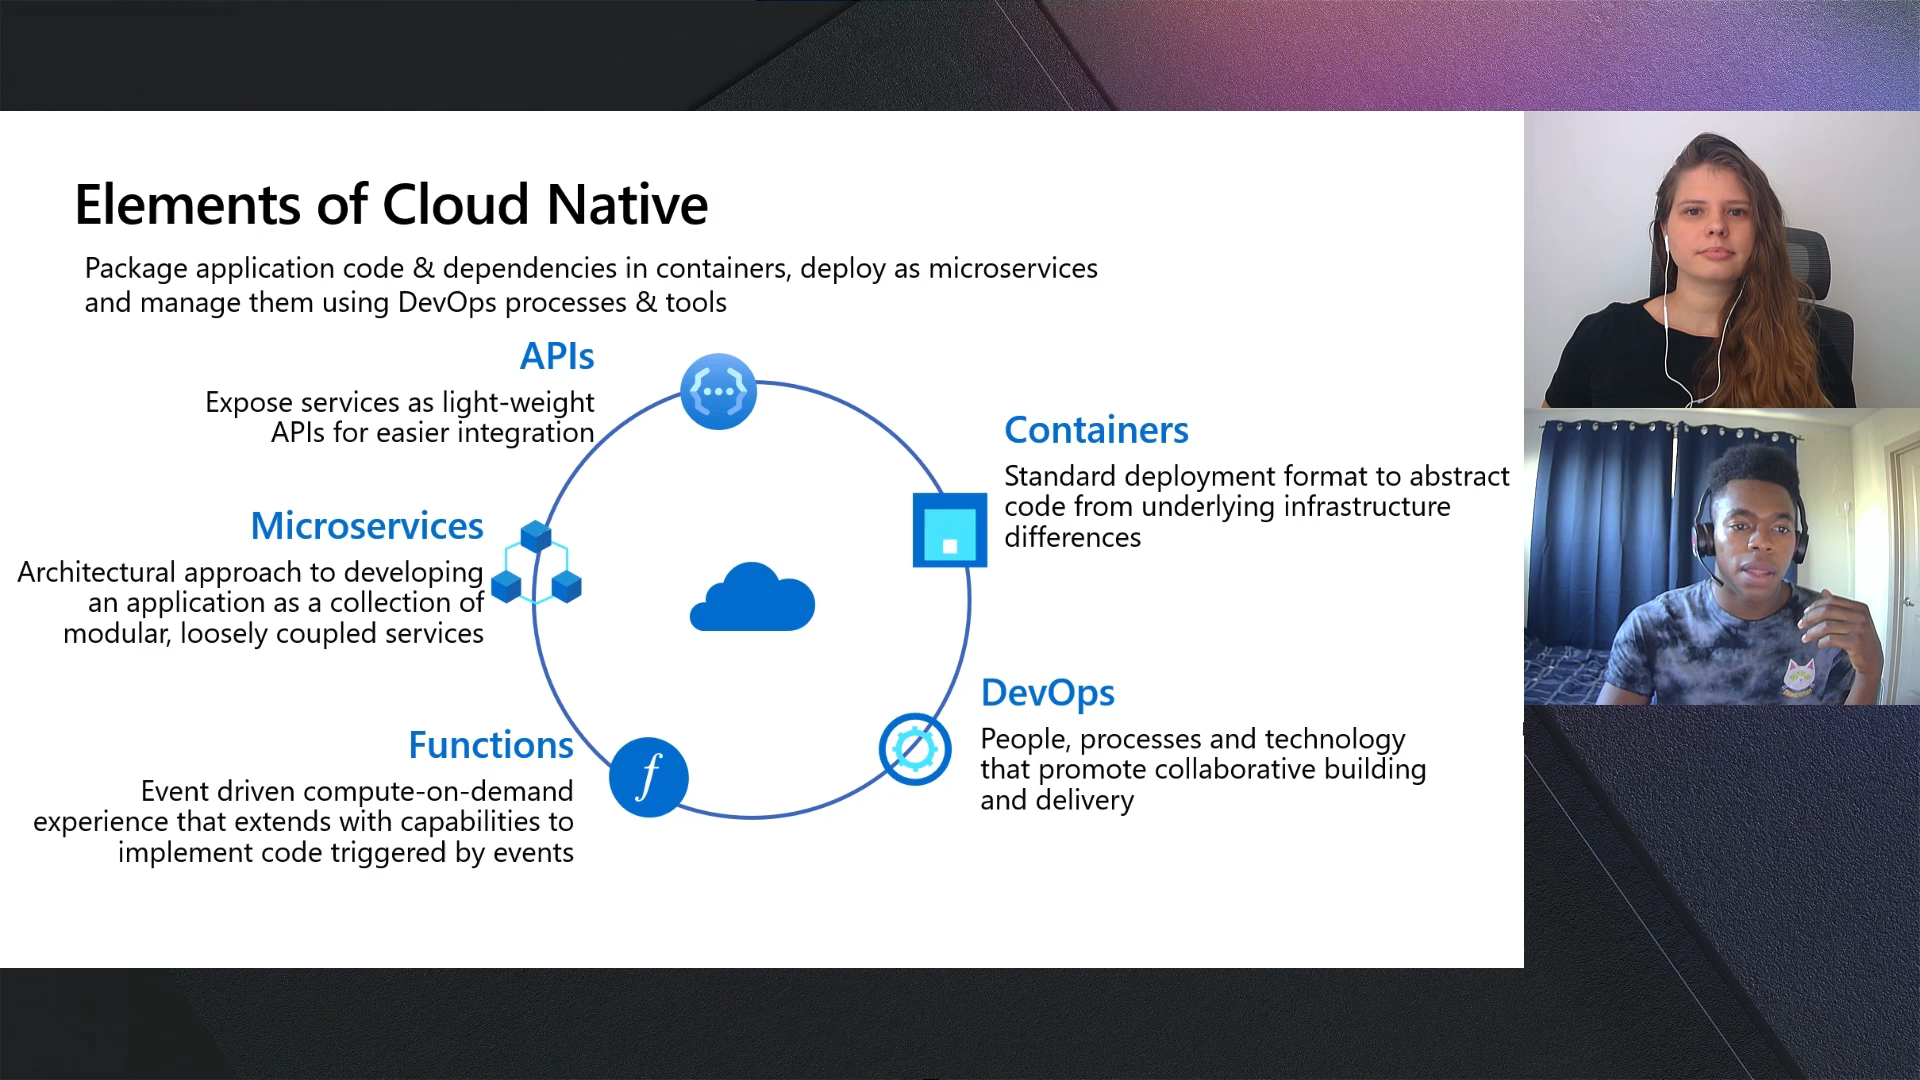 Elements of Cloud Native
Package application code & dependencies in containers, deploy as microservices
and manage them using DevOps processes & tools
APIs
Expose services as light-weight
APIs for easier integration
Containers
Standard deployment format to abstract
code from underlying infrastructure
differences
Microservices
Architectural approach to developing
an application as a collection of
modular, loosely coupled services
DevOps
People, processes and technology
that promote collaborative building
and delivery
Functions
Event driven compute-on-demand
experience that extends with capabilities to
implement code triggered by events